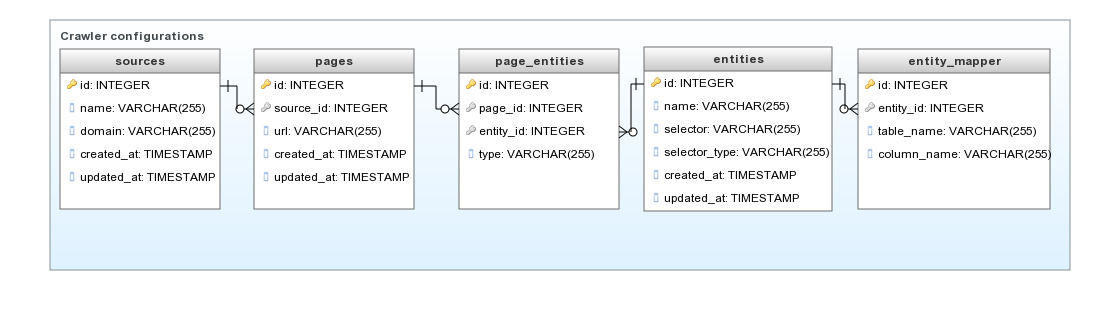 Crawler configurations
sources
id: INTEGER
name: VARCHAR(255)
domain: VARCHAR(255)
created_at: TIMESTAMP
updated_at: TIMESTAMP
pages
id: INTEGER
source_id: INTEGER
url: VARCHAR(255)
created_at: TIMESTAMP
updated_at: TIMESTAMP
page_entities
id: INTEGER
page_id: INTEGER
entity_id: INTEGER
type: VARCHAR(255)
entities
id: INTEGER
name: VARCHAR(255)
selector: VARCHAR(255)
selector_type: VARCHAR(255)
created_at: TIMESTAMP
updated_at: TIMESTAMP
entity_mapper
id: INTEGER
entity_id: INTEGER
table_name: VARCHAR(255)
column_name: VARCHAR(255)